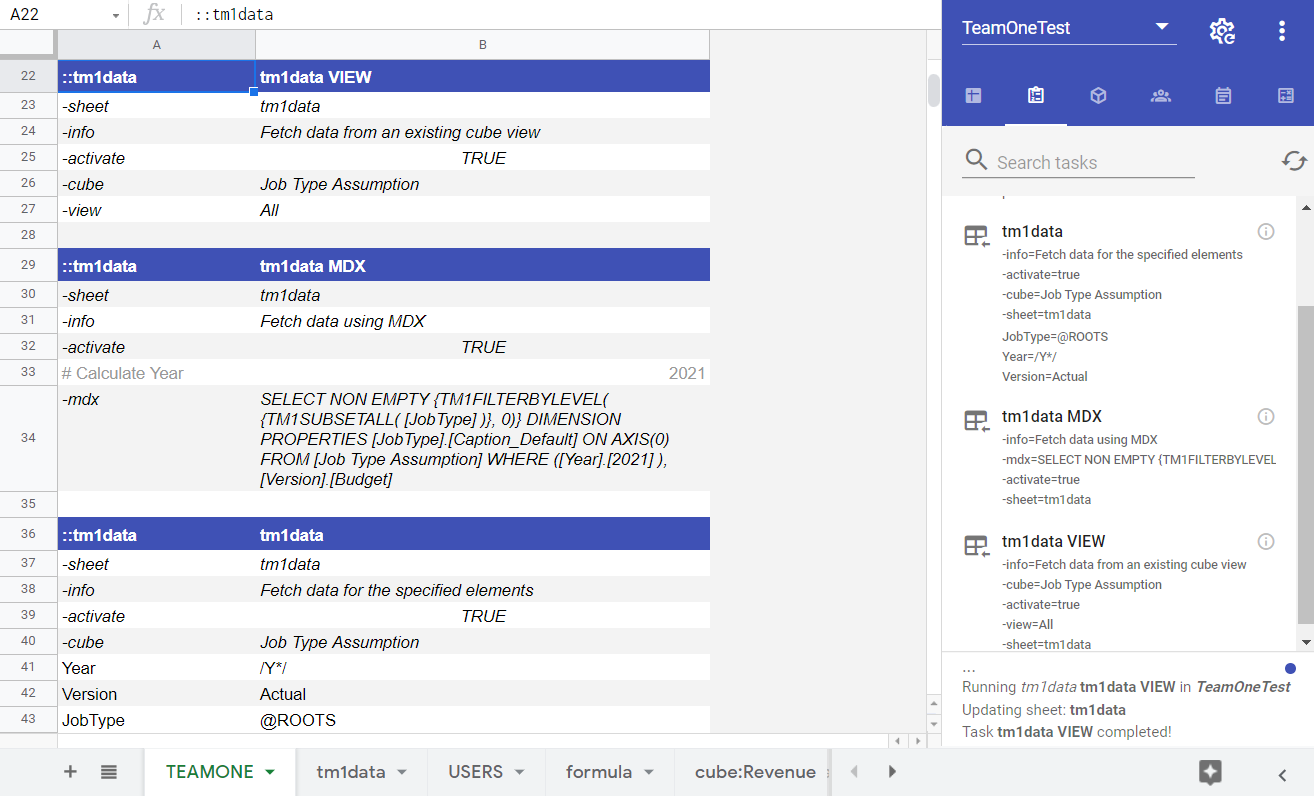 A22 fx ::tm1data
A B
22 ::tm1data tm1data VIEW
23 -sheet tm1data
24 -info Fetch data from an existing cube view
25 -activate TRUE
26 -cube Job Type Assumption
27 -view All
28
29 ::tm1data tm1data MDX
30 -sheet tm1data
31 -info Fetch data using MDX
32 -activate TRUE
33 # Calculate Year 2021
34 -mdx SELECT NON EMPTY {TM1FILTERBYLEVEL(
{TM1SUBSETALL( [JobType] )}, 0)} DIMENSION
PROPERTIES [JobType].[Caption_Default] ON AXIS(0)
FROM [Job Type Assumption] WHERE ([Year].[2021] ),
[Version].[Budget]
35
36 ::tm1data tm1data
37 -sheet tm1data
38 -info Fetch data for the specified elements
39 -activate TRUE
40 -cube Job Type Assumption
41 Year /Y*/
42 Version Actual
43 JobType @ROOTS
TEAMONE tm1data USERS formula cube:Revenue
TeamOneTest
Search tasks
tm1data
-info=Fetch data for the specified elements
-activate=true
-cube=Job Type Assumption
-sheet=tm1data
JobType=@ROOTS
Year=/Y*/
Version=Actual
tm1data MDX
-info=Fetch data using MDX
-mdx=SELECT NON EMPTY {TM1FILTERBYLEVEL
-activate=true
-sheet=tm1data
tm1data VIEW
-info=Fetch data from an existing cube view
-cube=Job Type Assumption
-activate=true
-view=All
-sheet=tm1data
...
Running tm1data tm1data VIEW in TeamOneTest
Updating sheet: tm1data
Task tm1data VIEW completed!